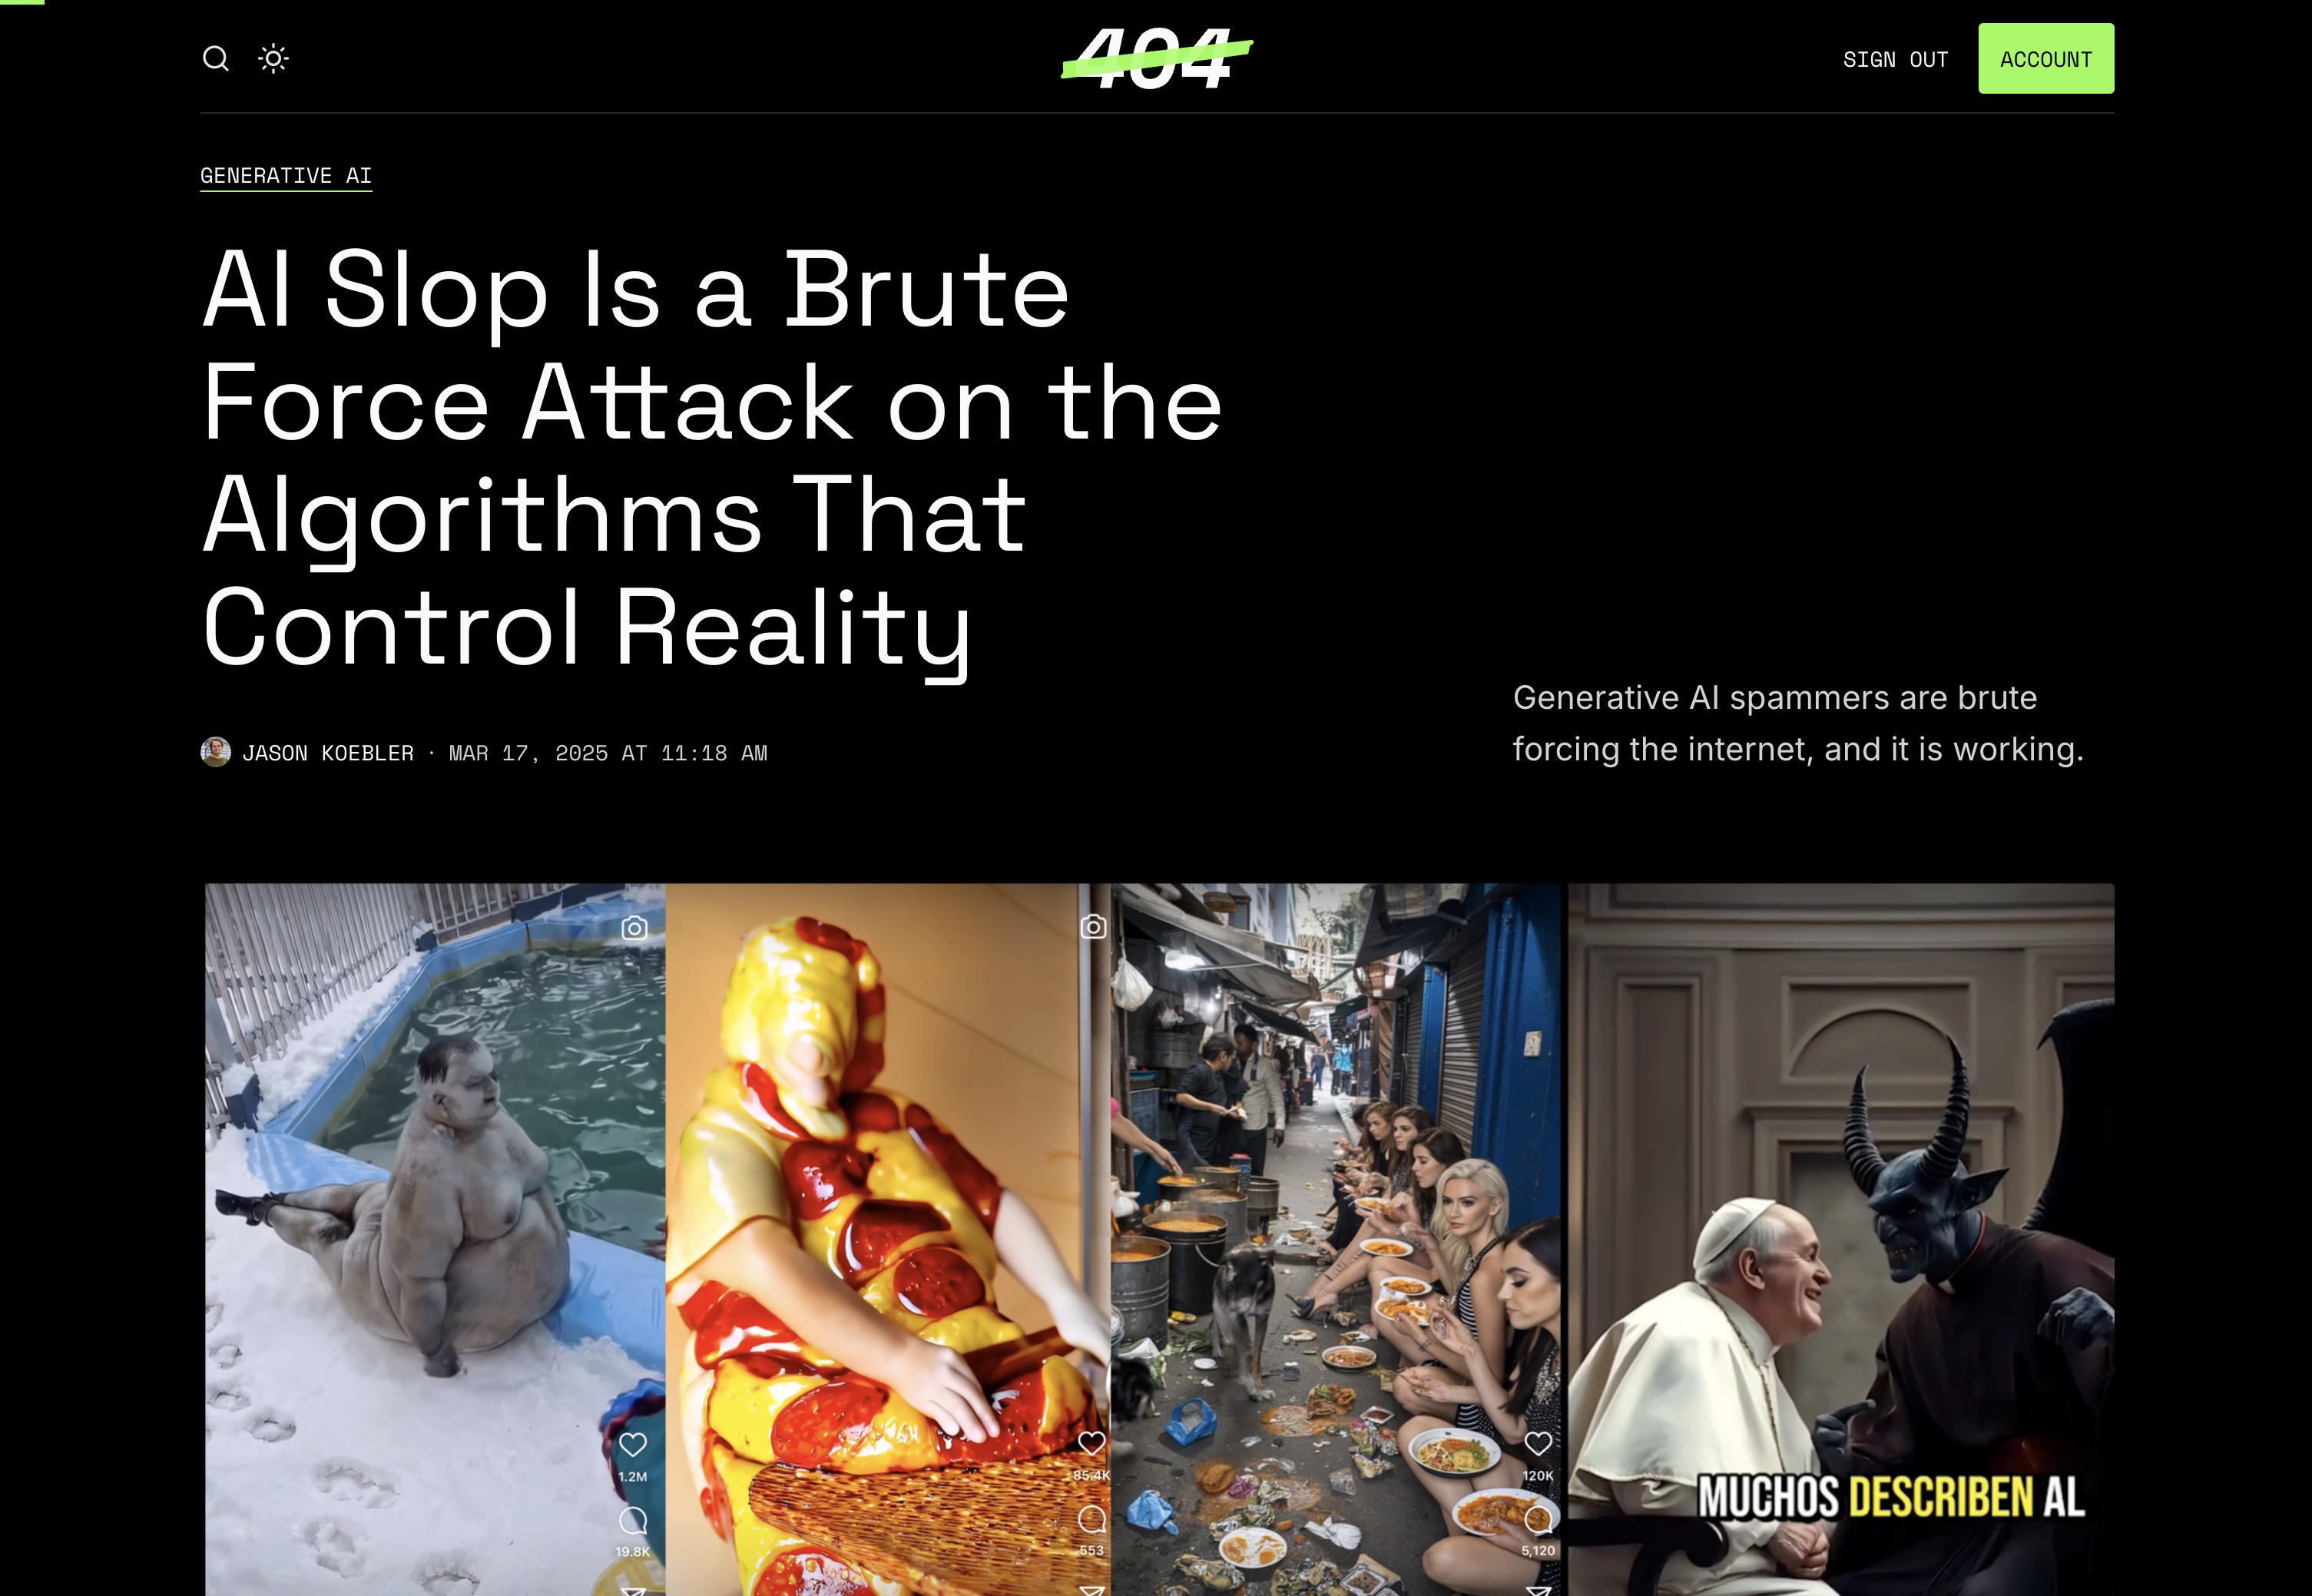 404
SIGN OUT
ACCOUNT
GENERATIVE AI
AI Slop Is a Brute
Force Attack on the
Algorithms That
Control Reality
JASON KOEBLER · MAR 17, 2025 AT 11:18 AM
Generative AI spammers are brute
forcing the internet, and it is working.
1.2M
19.8K
85.4K
553
120K
5,120
MUCHOS DESCRIBEN AL